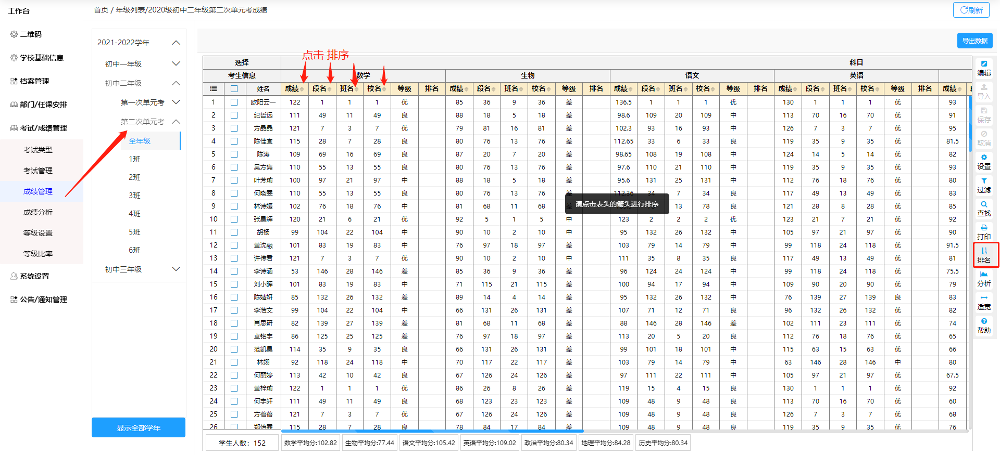 工作台
首页 / 年级列表/2020级初中二年级第二次单元考成绩
刷新
二维码
学校基础信息
档案管理
部门/任课安排
考试/成绩管理
考试类型
考试管理
成绩管理
成绩分析
等级设置
等级比率
系统设置
公告/通知管理
2021-2022学年
初中一年级
初中二年级
第一次单元考
第二次单元考
全年级
1班
2班
3班
4班
5班
6班
初中三年级
显示全部学年
导出数据
点击 排序
选择 科目
考生信息 数学 生物 语文 英语
姓名 成绩 段名 班名 校名 等级 排名 成绩 段名 班名 校名 等级 排名 成绩 段名 班名 校名 等级 排名 成绩 段名 班名 校名 等级 排名 成绩
1 欧阳云一 122 1 1 1 优 85 36 9 36 差 136.5 1 1 1 优 130 1 1 1 优 93
2 纪哲远 111 49 11 49 良 88 18 5 18 差 98.6 109 20 109 中 113 70 16 70 优 91
3 方晶晶 121 7 3 7 优 79 81 16 81 差 102.3 93 16 93 中 126 7 3 7 优 95
4 陈佳宜 115 28 7 28 良 80 76 13 76 差 112.65 33 6 33 良 119 35 9 35 优 81.5
5 陈涛 109 69 16 69 良 87 20 7 20 差 98.65 108 19 108 中 124 14 5 14 优 82
6 吴方隽 110 55 13 55 良 80 76 13 76 差 97.6 110 21 110 中 119 35 9 35 优 93
7 叶芳瑜 100 97 21 97 中 88 18 5 18 差 95.6 131 25 131 中 112 76 18 76 优 80
8 何晓雯 110 55 13 55 良 80 76 13 76 差 112.36 34 7 34 良 117 49 13 49 优 83
请点击表头的箭头进行排序
9 林诗媛 102 76 18 76 中 81 68 11 68 13 78 良 121 28 8 28 优 85
10 张昊辉 120 21 6 21 优 92 5 1 5 中 123 2 2 2 优 123 21 7 21 优 92
11 胡杨 99 104 22 104 中 90 10 2 10 中 95 132 26 132 中 105 97 21 97 优 90
12 黄沈融 101 83 19 83 中 76 97 18 97 差 103 79 14 79 中 99 118 24 118 优 91.5
13 许传君 121 7 3 7 优 90 10 2 10 中 111 35 8 35 良 117 49 13 49 优 81
14 李诗涵 53 146 28 146 差 85 36 9 36 差 96 124 24 124 中 99 118 24 118 优 75.5
15 刘小晖 101 83 19 83 中 71 115 21 115 差 100 94 17 94 中 109 90 20 90 优 79
16 陈婧妍 85 132 26 132 差 89 14 4 14 差 95 132 26 132 中 76 139 27 139 良 83
17 李浩文 99 104 22 104 中 66 131 26 131 差 107 71 12 71 良 96 132 26 132 优 82
18 肖思研 82 139 27 139 差 81 68 11 68 差 88 146 28 146 差 102 111 23 111 优 74
19 卓铭宇 86 125 25 125 差 76 97 18 97 差 113 20 5 20 良 112 76 18 76 优 65
20 范凯昊 114 35 9 35 良 66 131 26 131 差 99 101 18 101 中 115 63 15 63 优 66
21 林翊 92 118 24 118 中 70 117 22 117 差 103 79 14 79 中 63 146 28 146 中 80
22 何丽婷 113 42 10 42 良 67 126 24 126 差 97 111 22 111 中 105 97 21 97 优 67.5
23 黄梓瑜 122 1 1 1 优 86 26 8 26 差 119 15 4 15 良 130 1 1 1 优 92
24 何宇轩 111 49 11 49 良 68 123 23 123 差 109 48 9 48 良 113 70 16 70 优 60
25 方蓓蓓 121 7 3 7 优 67 126 24 126 差 109 48 9 48 良 126 7 3 7 优 68
26 郑怡霖 115 28 7 28 良 78 84 17 84 差 109 48 9 48 良 119 35 9 35 优 76
学生人数：152 数学平均分:102.82 生物平均分:77.44 语文平均分:105.42 英语平均分:109.02 政治平均分:80.34 地理平均分:84.28 历史平均分:80.34
编辑
导入
保存
取消
设置
过滤
查找
打印
排名
分析
适宽
帮助